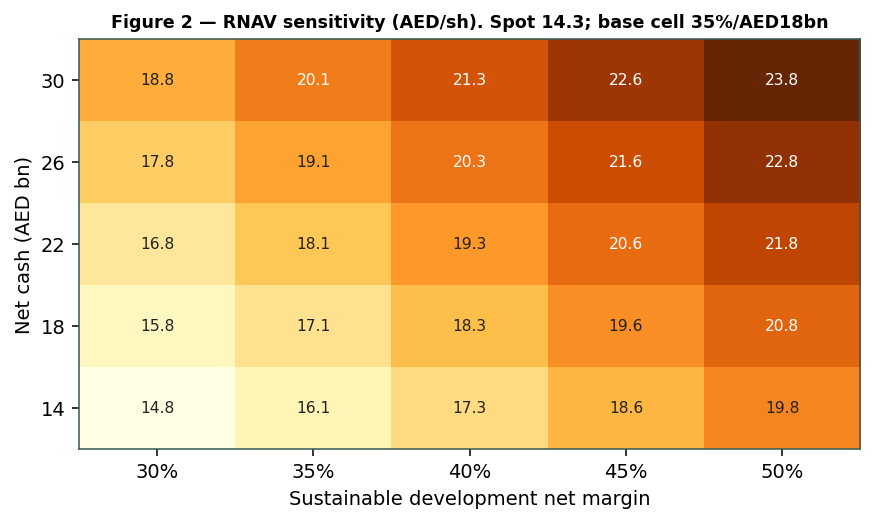 Figure 2 — RNAV sensitivity (AED/sh). Spot 14.3; base cell 35%/AED18bn
Net cash (AED bn)
30 18.8 20.1 21.3 22.6 23.8
26 17.8 19.1 20.3 21.6 22.8
22 16.8 18.1 19.3 20.6 21.8
18 15.8 17.1 18.3 19.6 20.8
14 14.8 16.1 17.3 18.6 19.8
30% 35% 40% 45% 50%
Sustainable development net margin